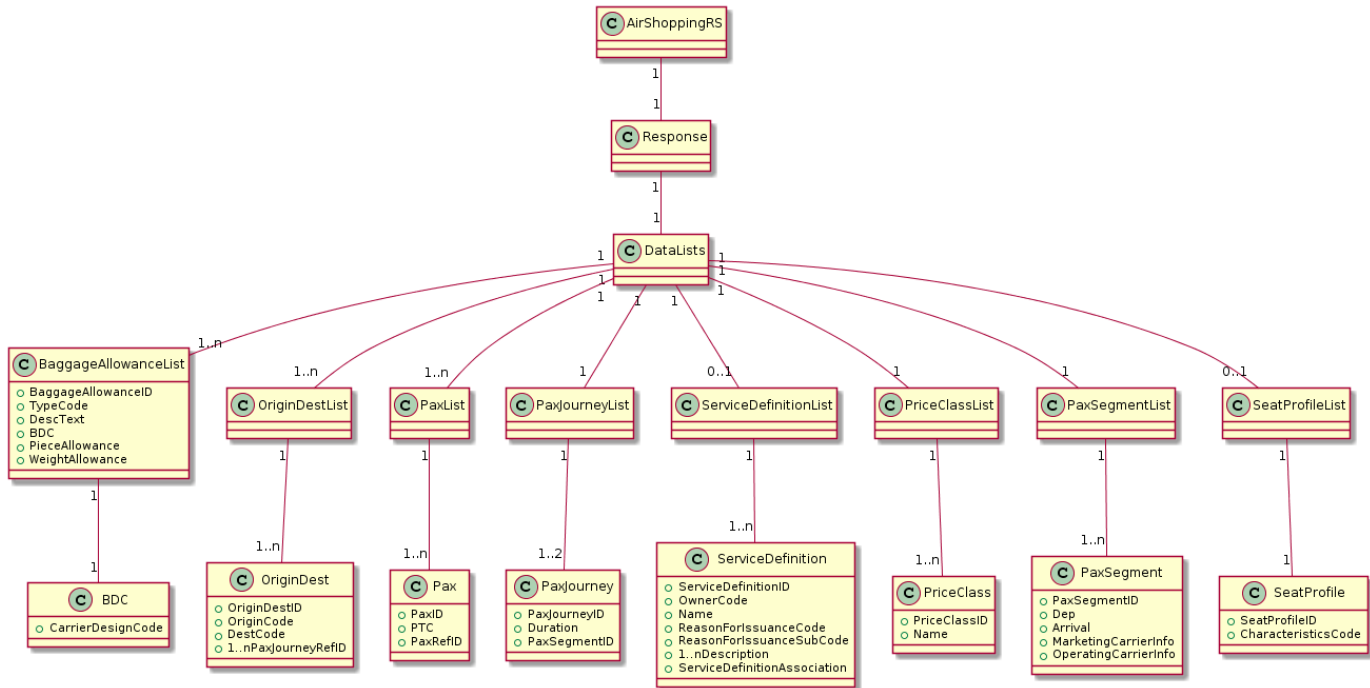 C AirShoppingRS
1
1
C Response
1
1
C DataLists
1 1
1 1
1 1 1 1
1..n
C BaggageAllowanceList
BaggageAllowanceID
TypeCode
DescText
BDC
PieceAllowance
WeightAllowance
1..n 1..n 1 0..1 1 1 0..1
C OriginDestList
C PaxList
C PaxJourneyList
C ServiceDefinitionList
C PriceClassList
C PaxSegmentList
C SeatProfileList
1 1 1 1 1 1 1 1
1 1..n 1..n 1..2 1..n 1..n 1..n 1
C BDC
CarrierDesignCode
C OriginDest
OriginDestID
OriginCode
DestCode
1..nPaxJourneyRefID
C Pax
PaxID
PTC
PaxRefID
C PaxJourney
PaxJourneyID
Duration
PaxSegmentID
C ServiceDefinition
ServiceDefinitionID
OwnerCode
Name
ReasonForIssuanceCode
ReasonForIssuanceSubCode
1..nDescription
ServiceDefinitionAssociation
C PriceClass
PriceClassID
Name
C PaxSegment
PaxSegmentID
Dep
Arrival
MarketingCarrierInfo
OperatingCarrierInfo
C SeatProfile
SeatProfileID
CharacteristicsCode